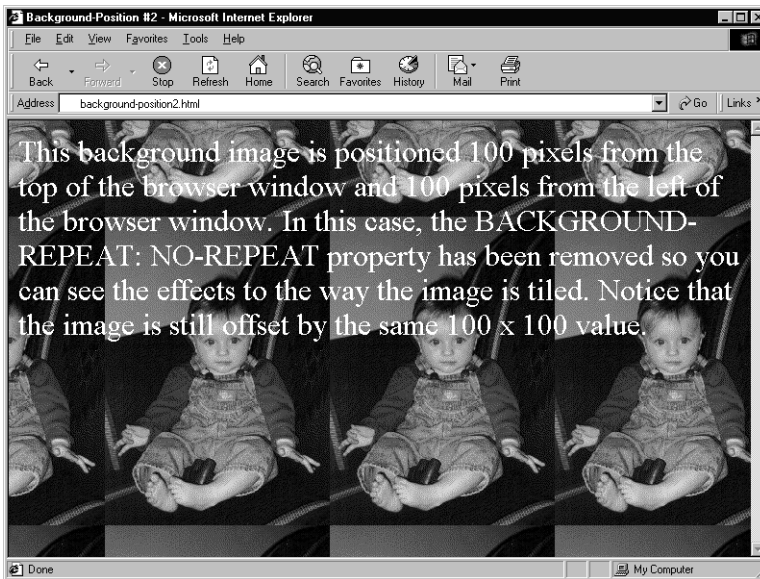 Background-Position #2 - Microsoft Internet Explorer
File Edit View Favorites Tools Help
Back Forward Stop Refresh Home Search Favorites History Mail Print
Address background-position2.html Go Links
This background image is positioned 100 pixels from the
top of the browser window and 100 pixels from the left of
the browser window. In this case, the BACKGROUND-
REPEAT: NO-REPEAT property has been removed so you
can see the effects to the way the image is tiled. Notice that
the image is still offset by the same 100 x 100 value.
Done My Computer